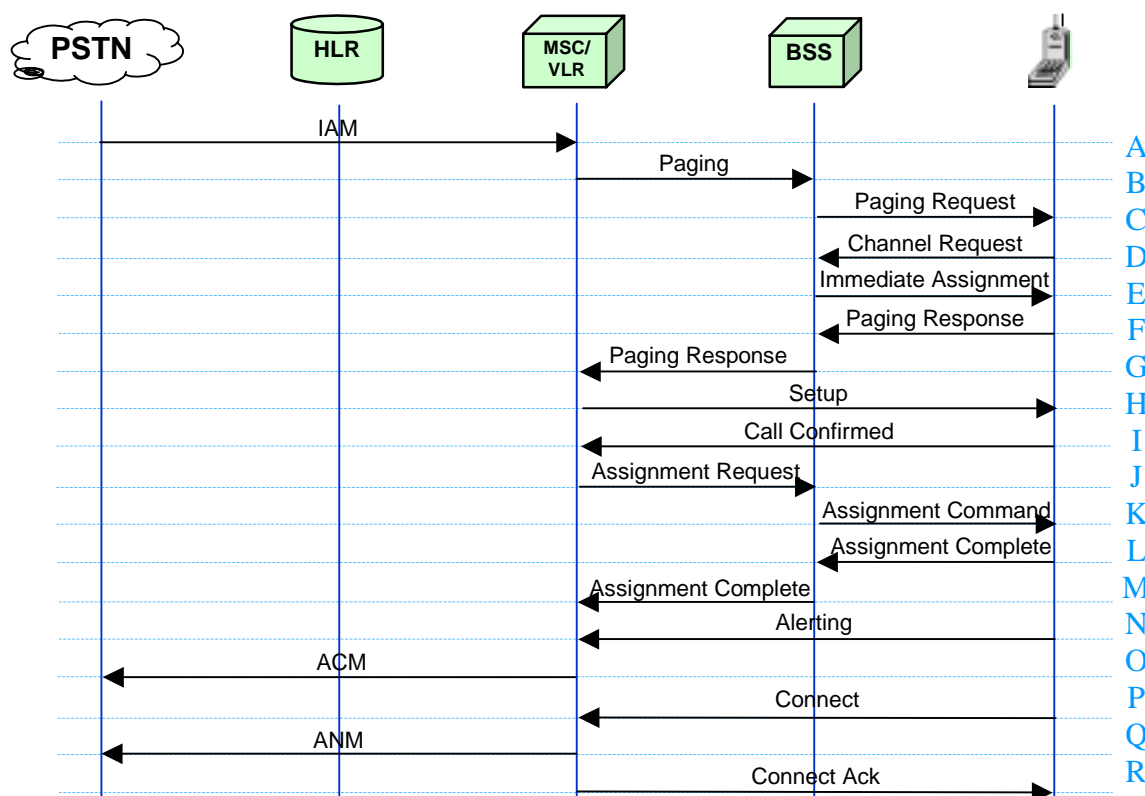 PSTN
HLR
MSC/
VLR
BSS
IAM
A
Paging
B
Paging Request
C
Channel Request
D
Immediate Assignment
E
Paging Response
F
Paging Response
G
Setup
H
Call Confirmed
I
Assignment Request
J
Assignment Command
K
Assignment Complete
L
Assignment Complete
M
Alerting
N
ACM
O
Connect
P
ANM
Q
Connect Ack
R